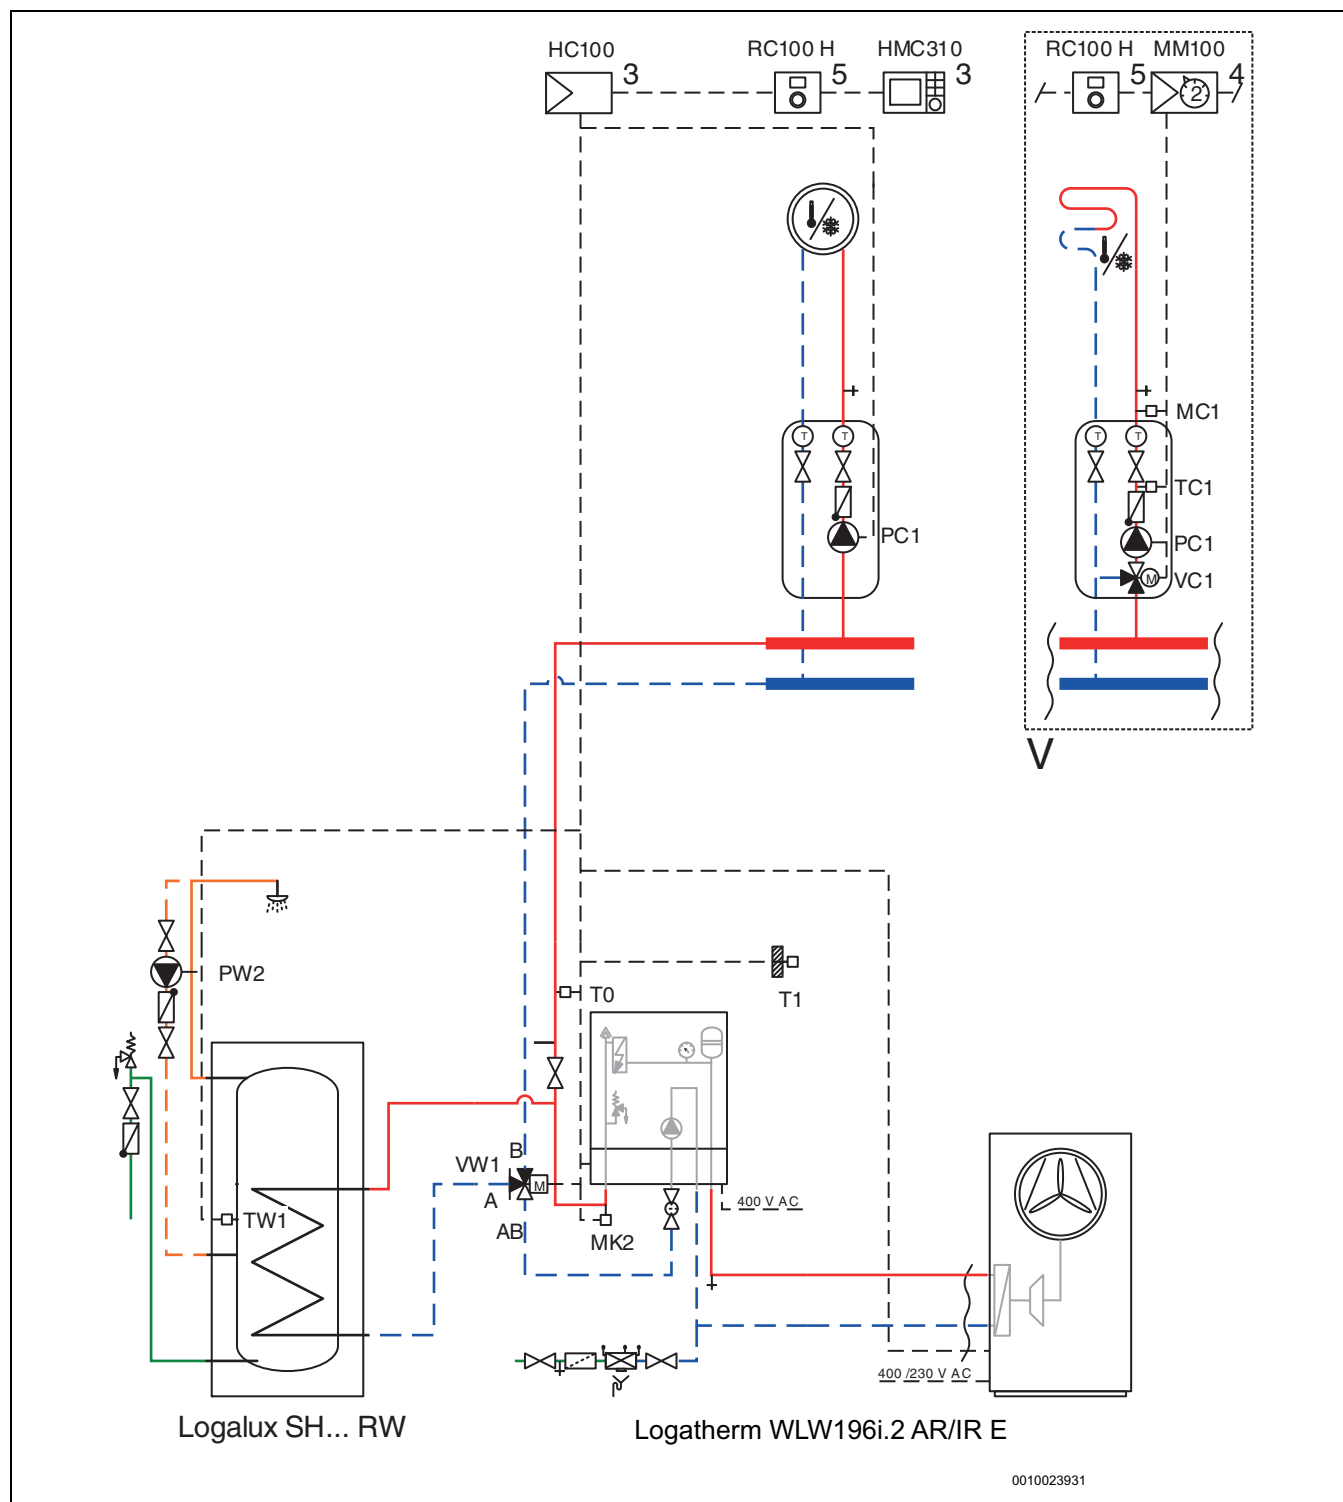 HC100 RC100 H HMC310 RC100 H MM100
3 5 3 5 4
2
MC1
T T T T
TC1
PC1 PC1
M VC1
V
PW2
T0 T1
B
VW1
M
A
400 V AC
TW1 AB MK2
400 /230 V AC
Logalux SH... RW Logatherm WLW196i.2 AR/IR E
0010023931